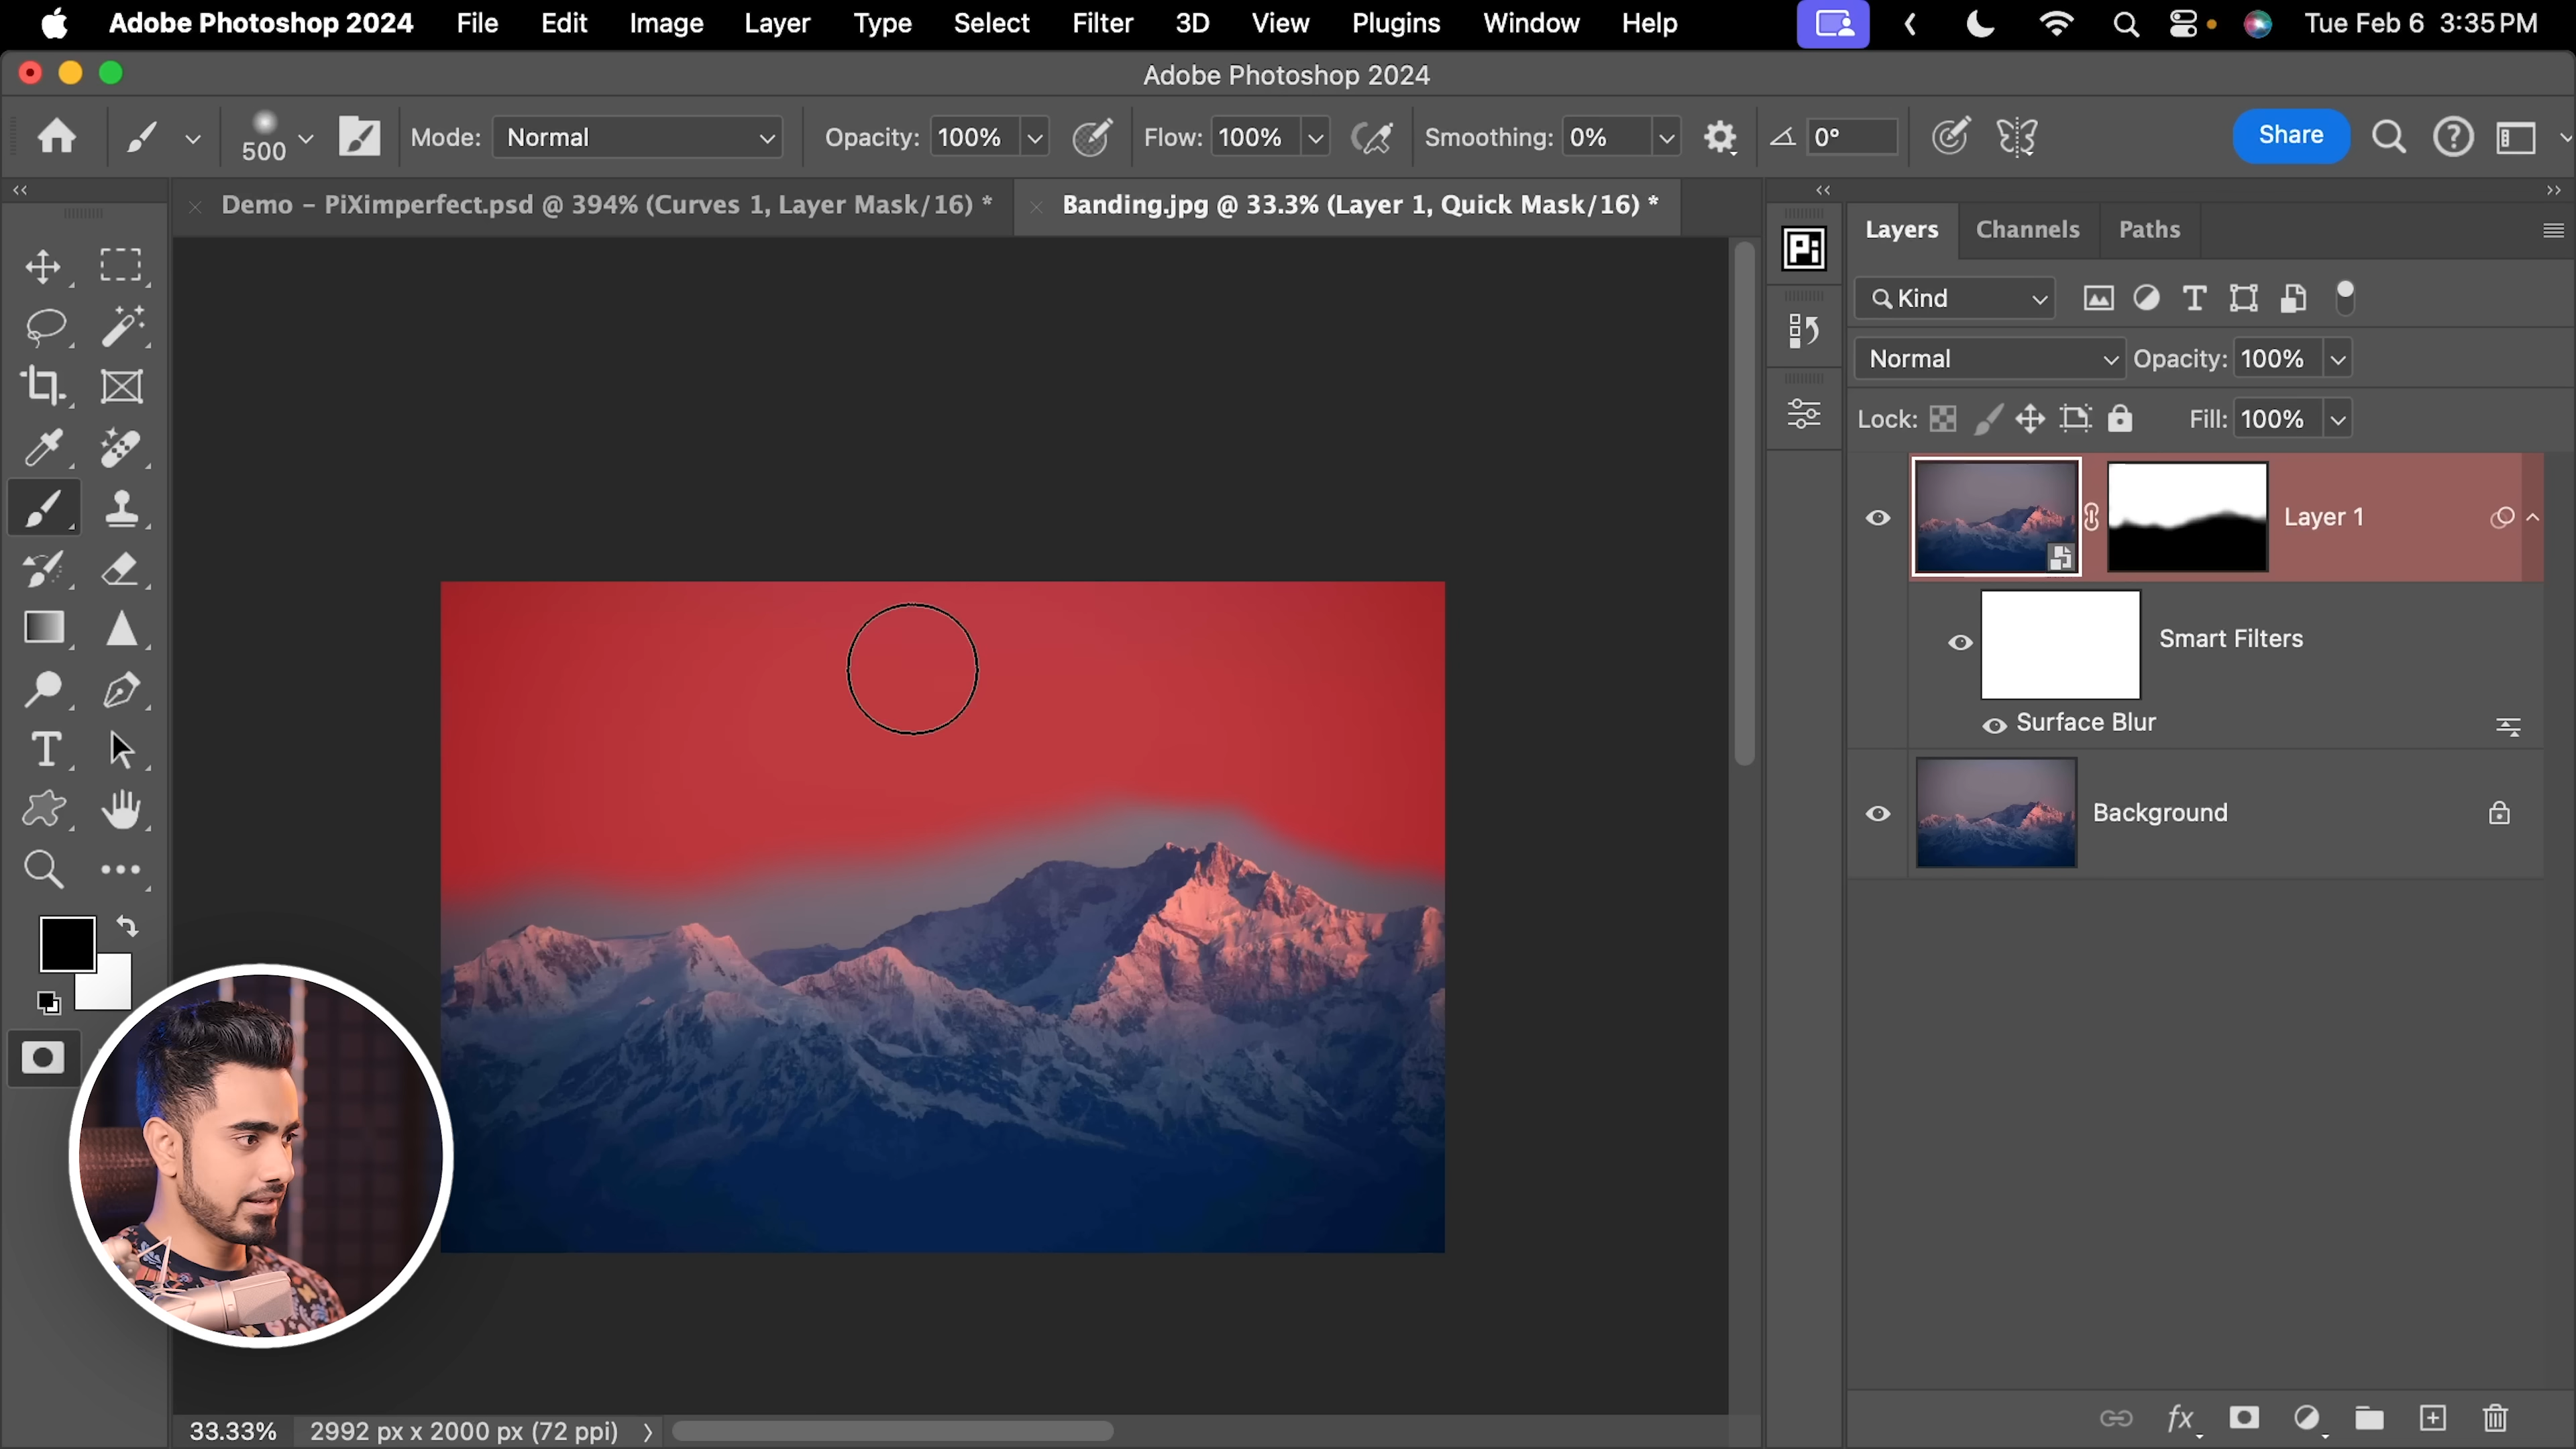 Adobe Photoshop 2024 File Edit Image Layer Type Select Filter 3D View Plugins Window Help Tue Feb 6 3:35 PM
Adobe Photoshop 2024
500 Mode: Normal Opacity: 100% Flow: 100% Smoothing: 0% 0° Share
Demo – PiXimperfect.psd @ 394% (Curves 1, Layer Mask/16) * Banding.jpg @ 33.3% (Layer 1, Quick Mask/16) *
Pi
Layers Channels Paths
Kind
Normal Opacity: 100%
Lock: Fill: 100%
Layer 1
Smart Filters
Surface Blur
Background
fx
33.33% 2992 px x 2000 px (72 ppi)